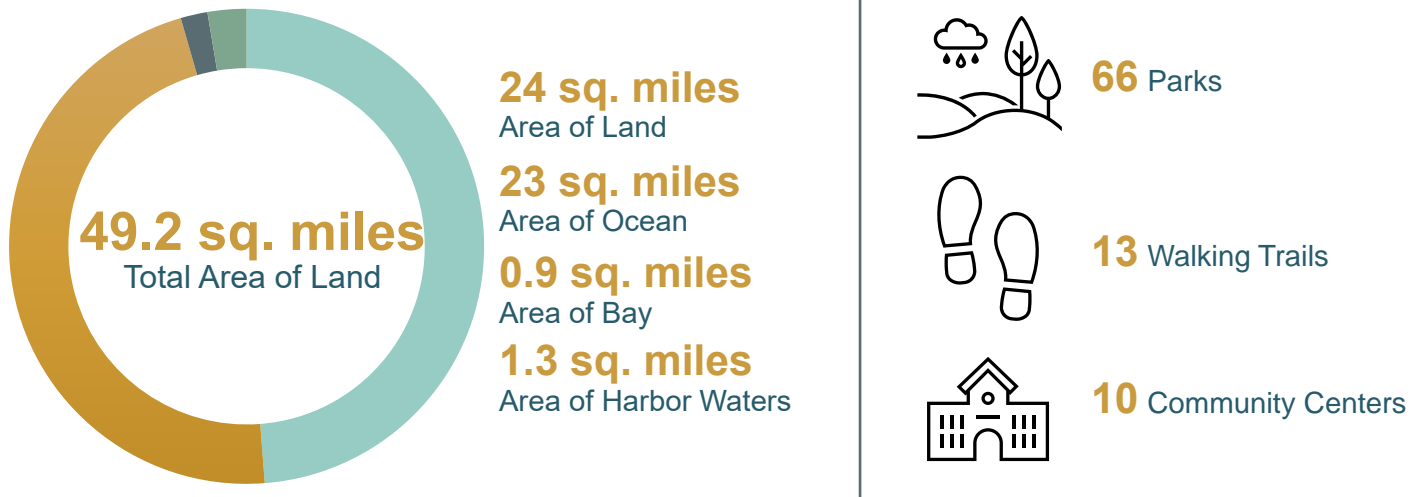 49.2 sq. miles
Total Area of Land
24 sq. miles
Area of Land
23 sq. miles
Area of Ocean
0.9 sq. miles
Area of Bay
1.3 sq. miles
Area of Harbor Waters
66 Parks
13 Walking Trails
10 Community Centers